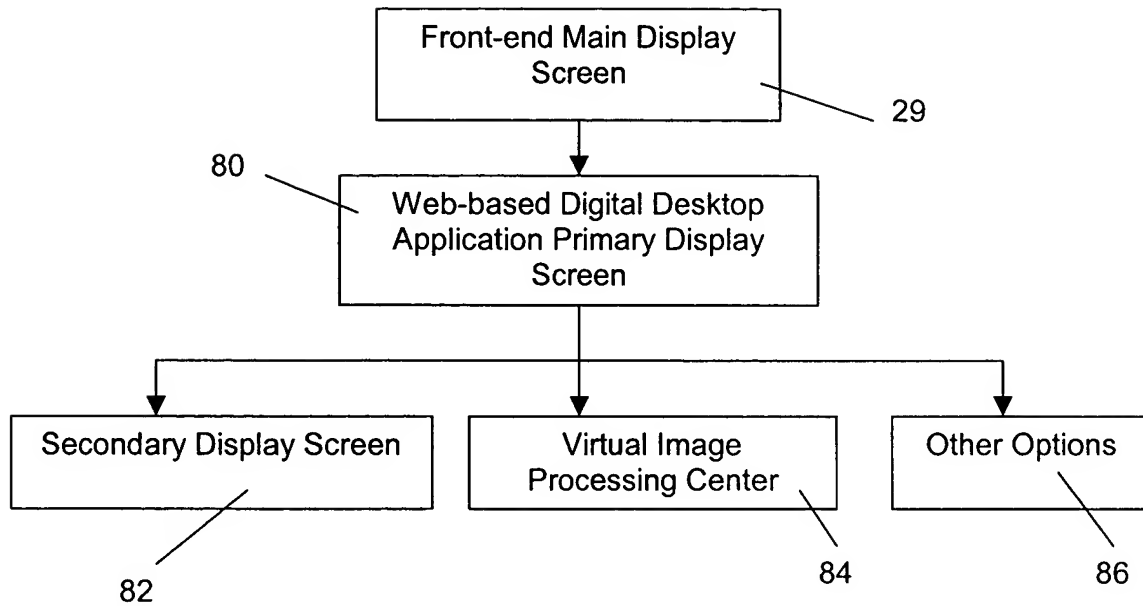 Front-end Main Display
Screen
29
80
Web-based Digital Desktop
Application Primary Display
Screen
Secondary Display Screen
Virtual Image
Processing Center
Other Options
82
84
86